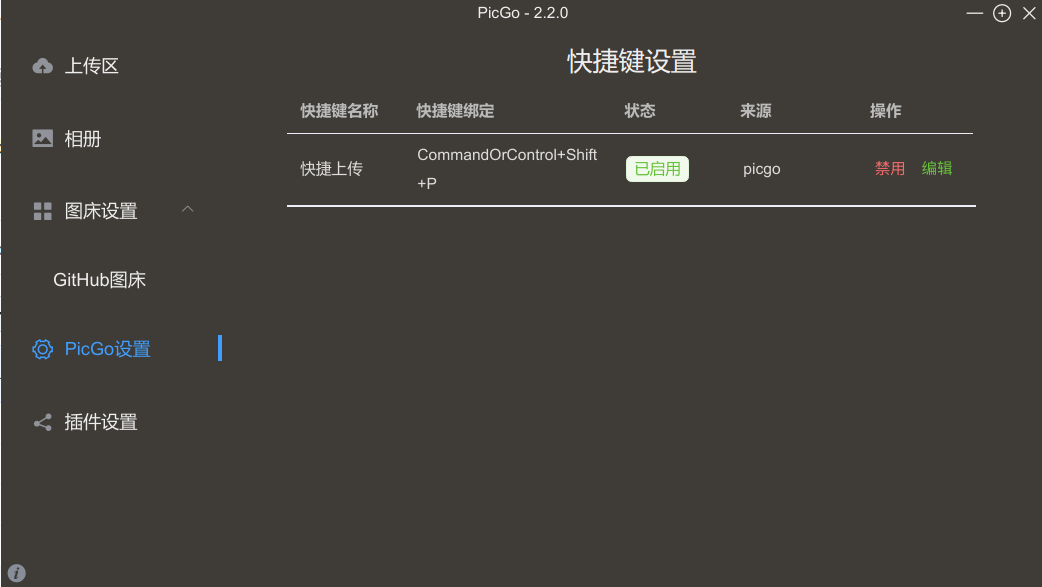 PicGo - 2.2.0
上传区
相册
图床设置
GitHub图床
PicGo设置
插件设置
快捷键设置
快捷键名称 快捷键绑定 状态 来源 操作
快捷上传 CommandOrControl+Shift 已启用 picgo 禁用 编辑
+P